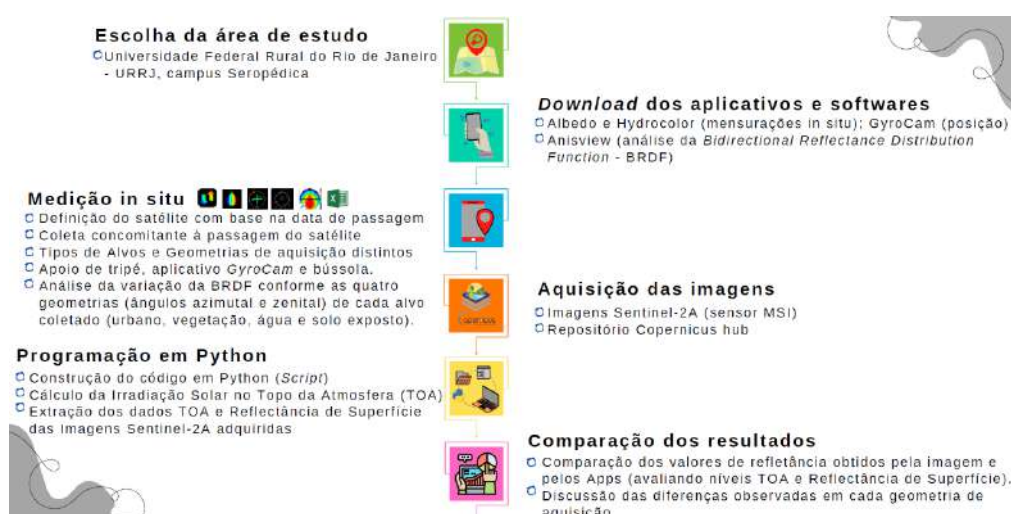 Escolha da área de estudo
Universidade Federal Rural do Rio de Janeiro
- URRJ, campus Seropédica
Download dos aplicativos e softwares
Albedo e Hydrocolor (mensurações in situ); GyroCam (posição)
Anisview (análise da Bidirectional Reflectance Distribution
Function - BRDF)
Medição in situ
Definição do satélite com base na data de passagem
Coleta concomitante à passagem do satélite
Tipos de Alvos e Geometrias de aquisição distintos
Apoio de tripé, aplicativo GyroCam e bússola.
Análise da variação da BRDF conforme as quatro
geometrias (ângulos azimutal e zenital) de cada alvo
coletado (urbano, vegetação, água e solo exposto).
Aquisição das imagens
Imagens Sentinel-2A (sensor MSI)
Repositório Copernicus hub
Programação em Python
Construção do código em Python (Script)
Cálculo da Irradiação Solar no Topo da Atmosfera (TOA)
Extração dos dados TOA e Reflectância de Superfície
das Imagens Sentinel-2A adquiridas
Comparação dos resultados
Comparação dos valores de refletância obtidos pela imagem e
pelos Apps (avaliando níveis TOA e Reflectância de Superfície).
Discussão das diferenças observadas em cada geometria de
aquisição